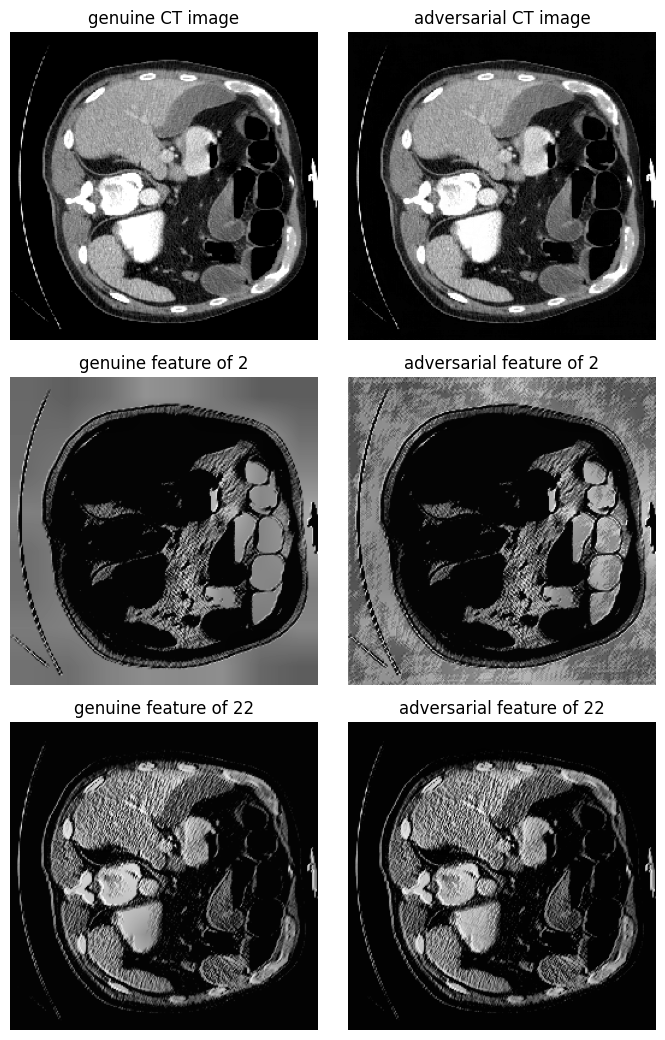 genuine CT image
adversarial CT image
genuine feature of 2
adversarial feature of 2
genuine feature of 22
adversarial feature of 22